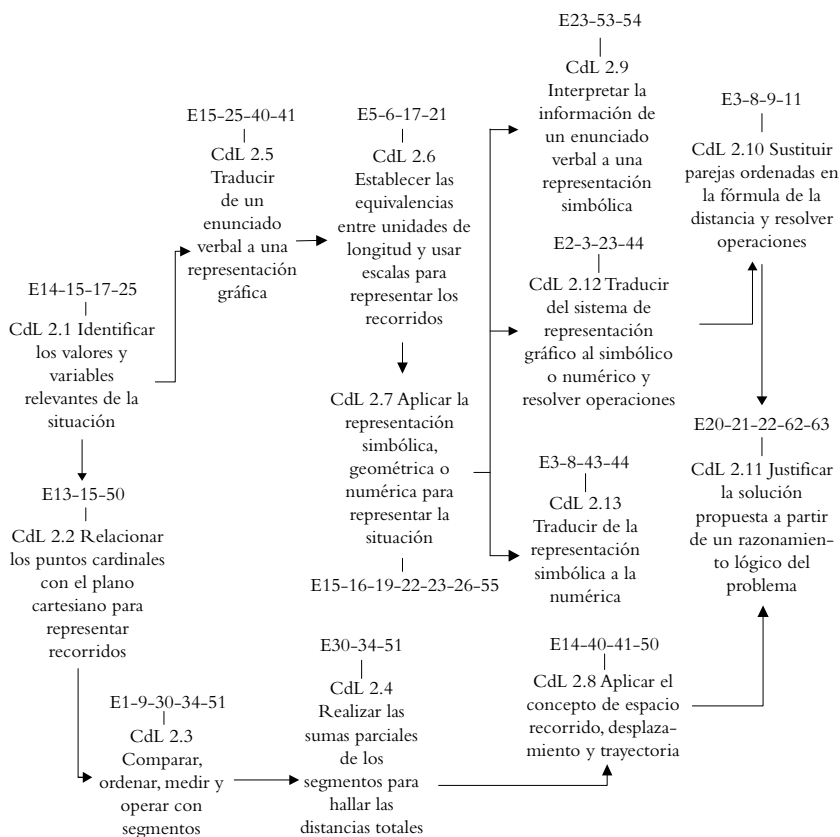 E14-15-17-25
CdL 2.1 Identificar
los valores y
variables
relevantes de la
situación
E13-15-50
CdL 2.2 Relacionar
los puntos cardinales
con el plano
cartesiano para
representar
recorridos
E1-9-30-34-51
CdL 2.3
Comparar,
ordenar, medir y
operar con
segmentos
E15-25-40-41
CdL 2.5
Traducir
de un
enunciado
verbal a una
representación
gráfica
E5-6-17-21
CdL 2.6
Establecer las
equivalencias
entre unidades de
longitud y usar
escalas para
representar los
recorridos
CdL 2.7 Aplicar la
representación
simbólica,
geométrica o
numérica para
representar la
situación
E15-16-19-22-23-26-55
E30-34-51
CdL 2.4
Realizar las
sumas parciales
de los
segmentos para
hallar las
distancias totales
E23-53-54
CdL 2.9
Interpretar la
información de
un enunciado
verbal a una
representación
simbólica
E2-3-23-44
CdL 2.12 Traducir
del sistema de
representación
gráfico al simbólico
o numérico y
resolver operaciones
E3-8-43-44
CdL 2.13
Traducir de la
representación
simbólica a la
numérica
E14-40-41-50
CdL 2.8 Aplicar el
concepto de espacio
recorrido, desplaza-
miento y trayectoria
E3-8-9-11
CdL 2.10 Sustituir
parejas ordenadas en
la fórmula de la
distancia y resolver
operaciones
E20-21-22-62-63
CdL 2.11 Justificar
la solución
propuesta a partir
de un razonamien-
to lógico del
problema